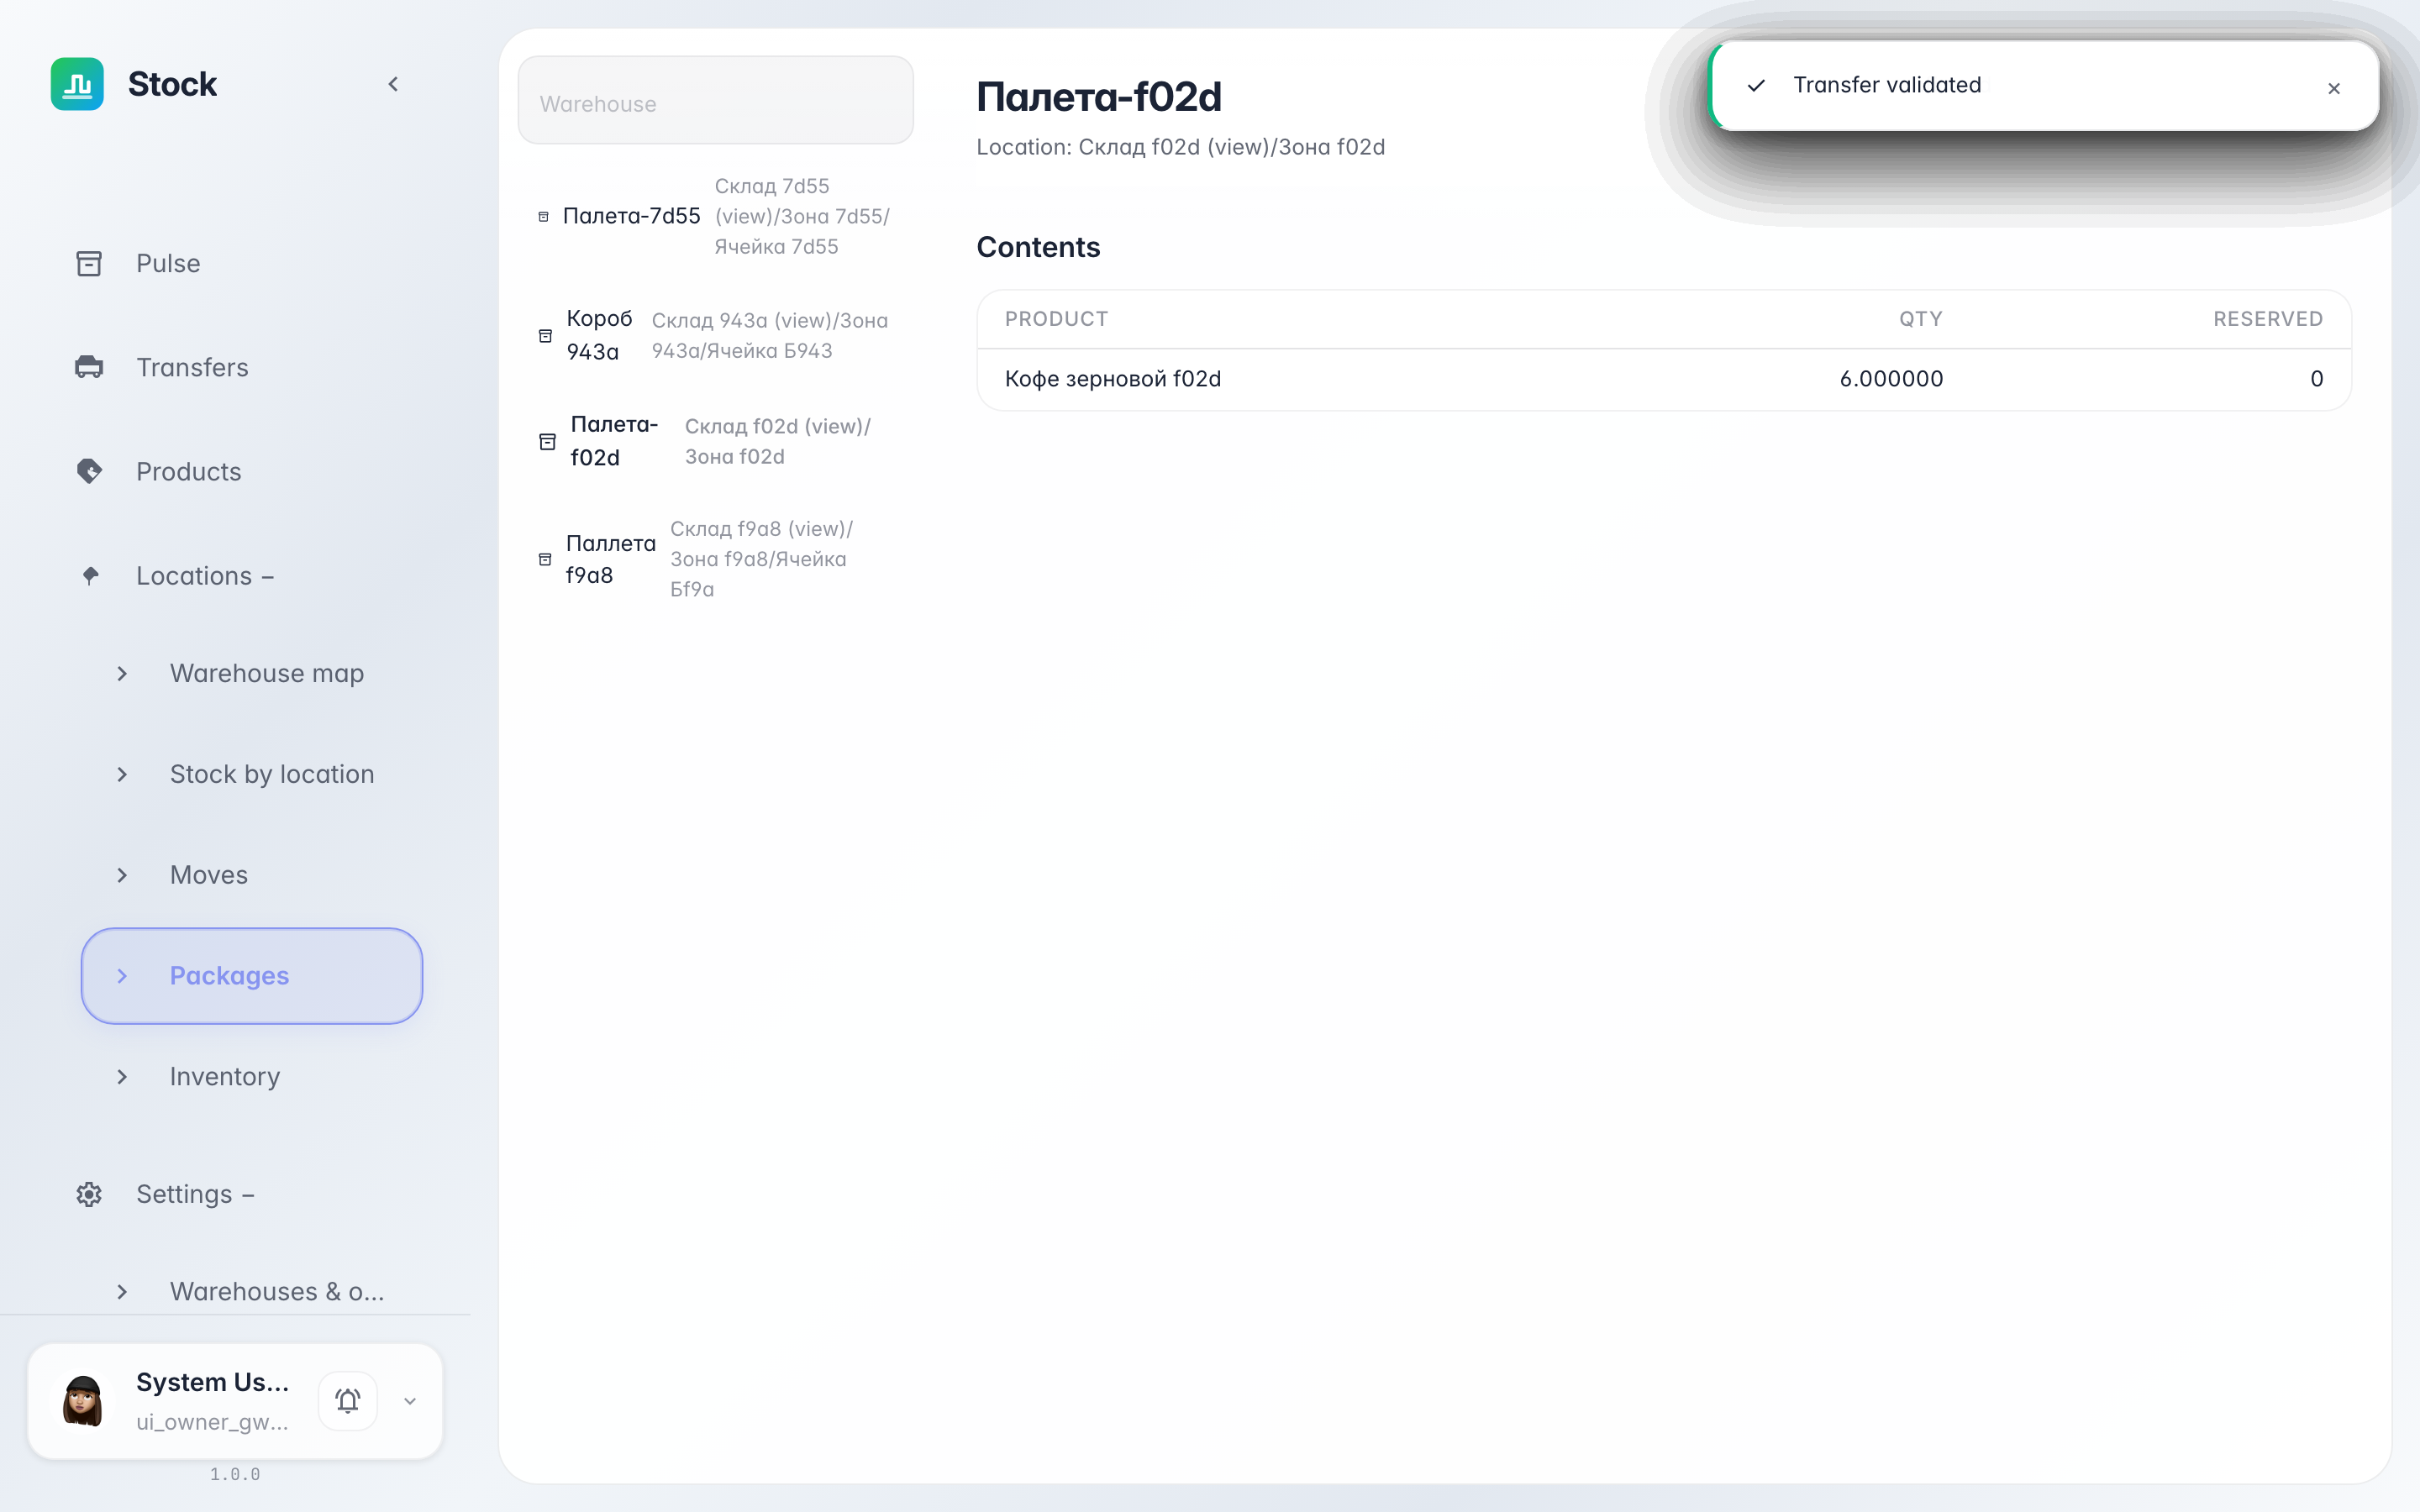 Stock
Pulse
Transfers
Products
Locations –
Warehouse map
Stock by location
Moves
Packages
Inventory
Settings –
Warehouses & o...
System Us...
ui_owner_gw...
1.0.0
Warehouse
Палета-7d55
Склад 7d55
(view)/Зона 7d55/
Ячейка 7d55
Короб
943a
Склад 943a (view)/Зона
943a/Ячейка Б943
Палета-
f02d
Склад f02d (view)/
Зона f02d
Паллета
f9a8
Склад f9a8 (view)/
Зона f9a8/Ячейка
Бf9a
Палета-f02d
Location: Склад f02d (view)/Зона f02d
Transfer validated
Contents
PRODUCT QTY RESERVED
Кофе зерновой f02d 6.000000 0